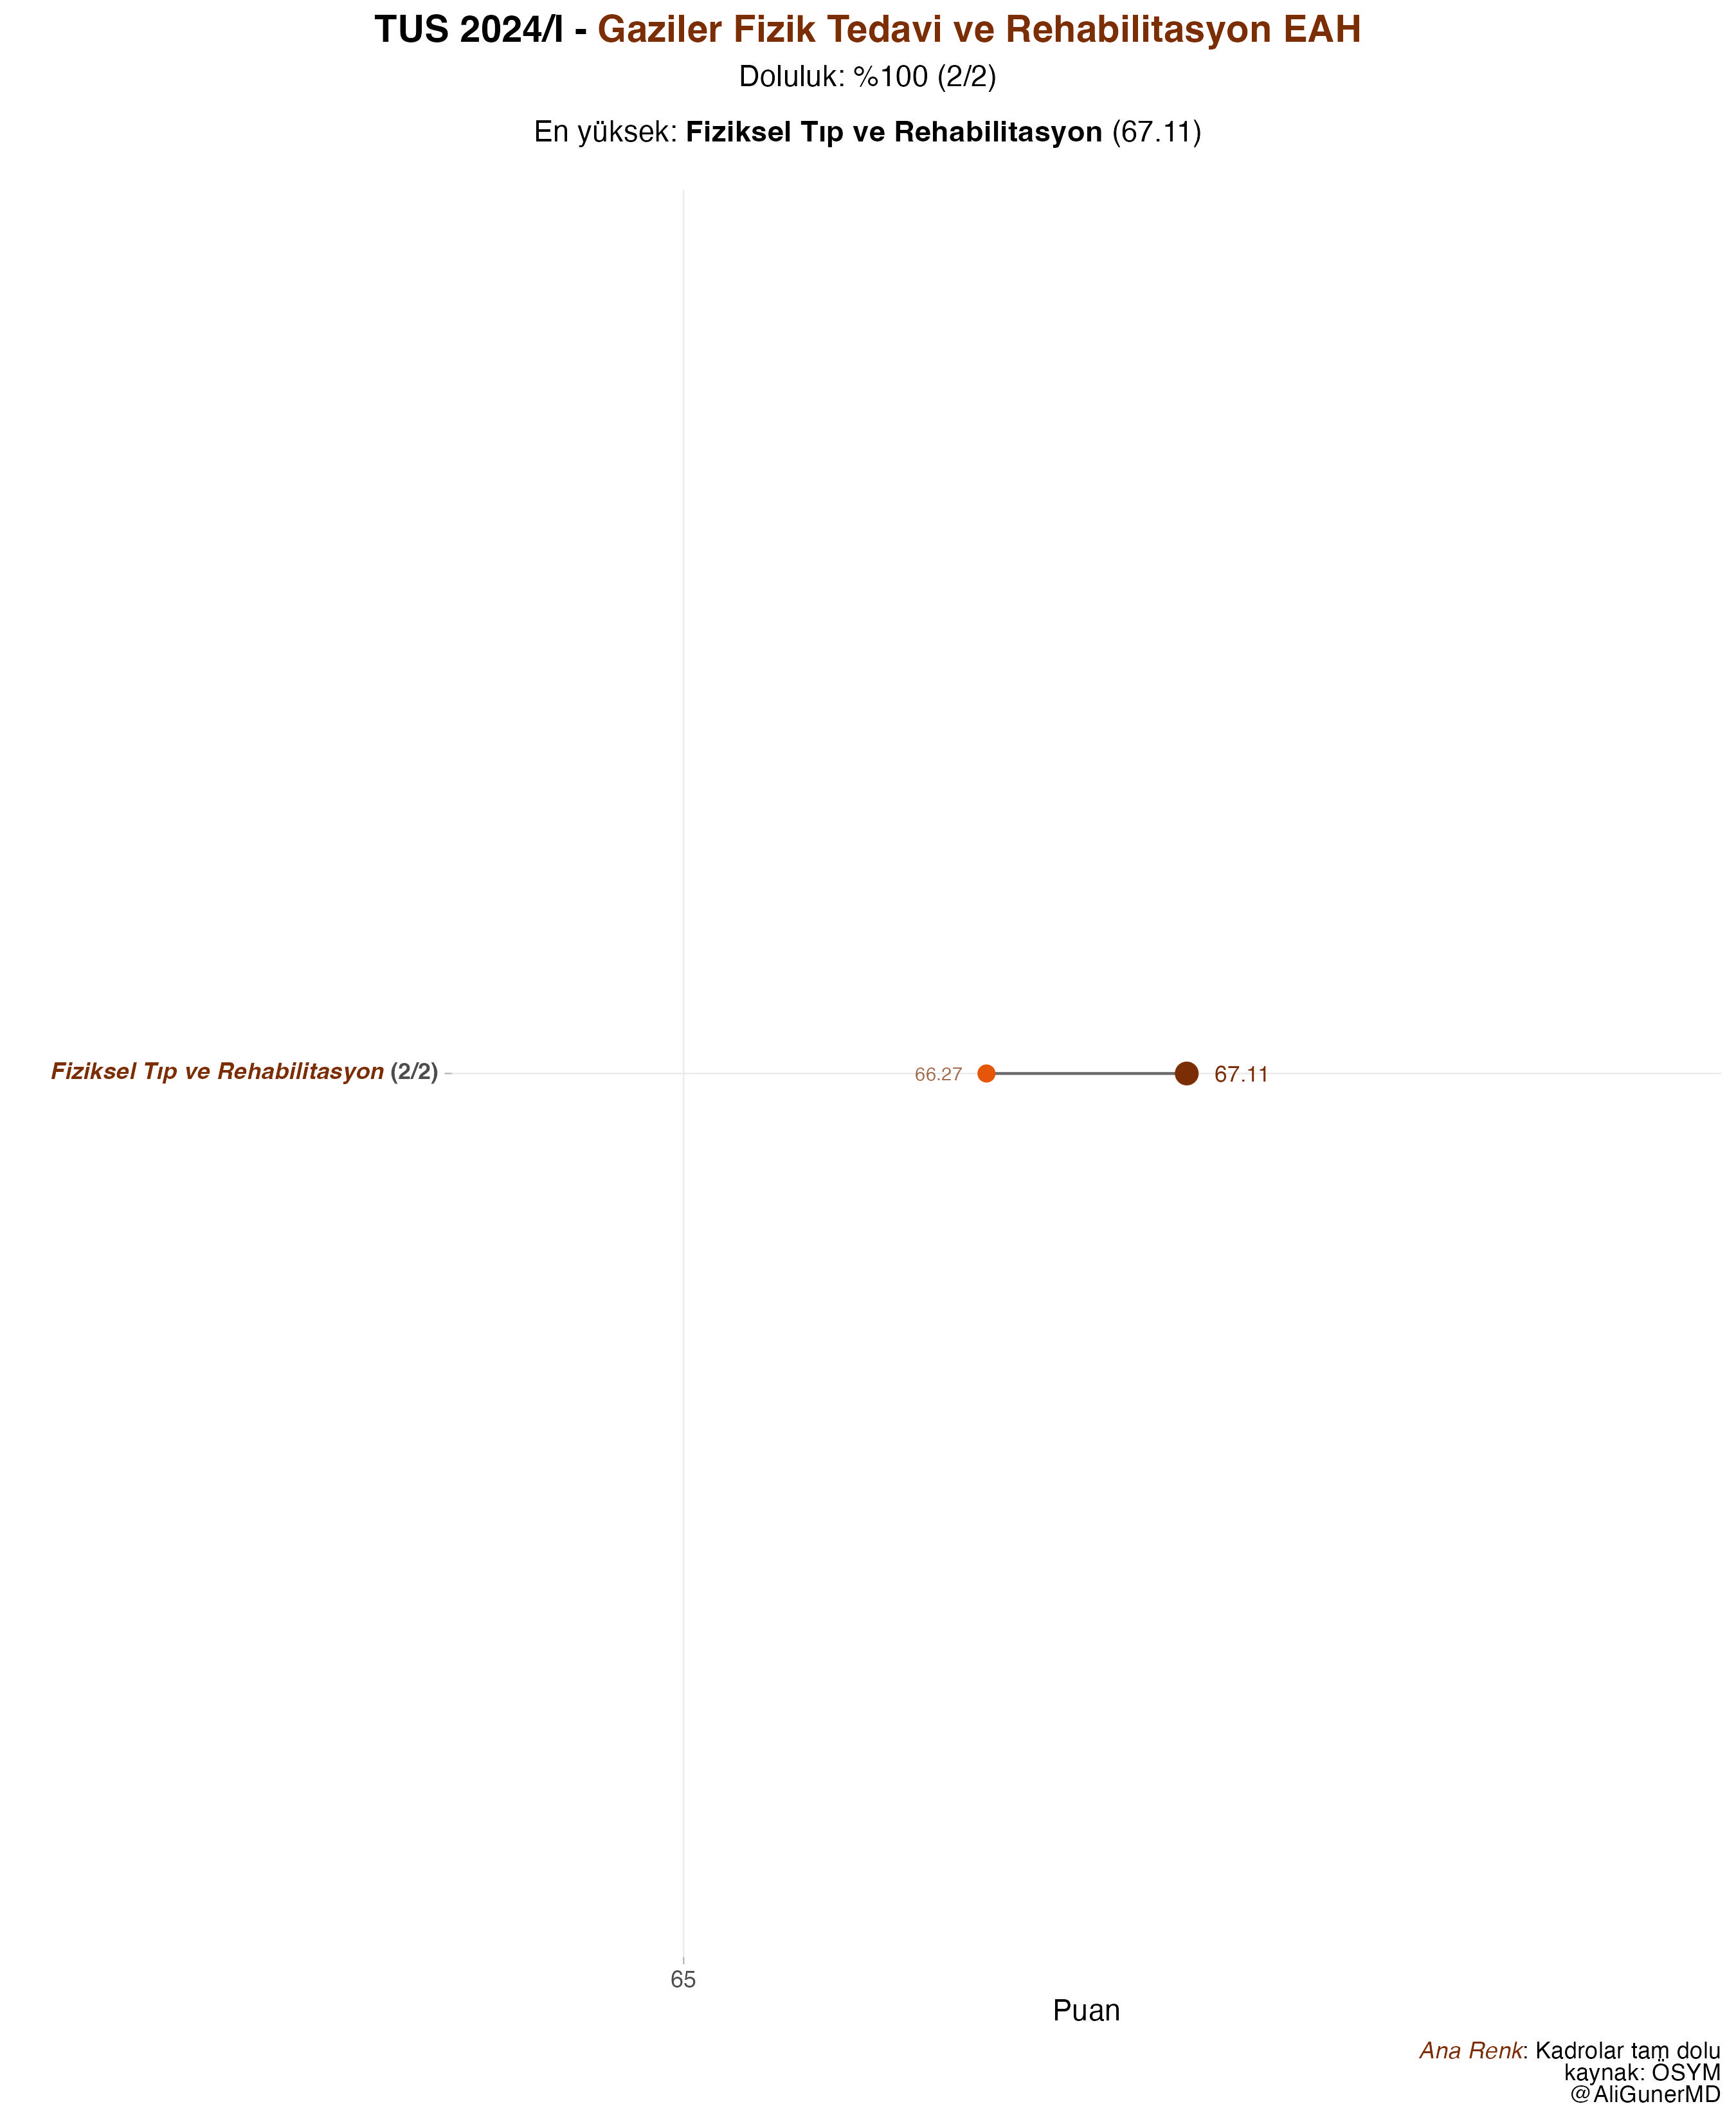 TUS 2024/I - Gaziler Fizik Tedavi ve Rehabilitasyon EAH
Doluluk: %100 (2/2)
En yüksek: Fiziksel Tıp ve Rehabilitasyon (67.11)
Fiziksel Tıp ve Rehabilitasyon (2/2)
66.27
67.11
65
Puan
Ana Renk: Kadrolar tam dolu
kaynak: ÖSYM
@AliGunerMD